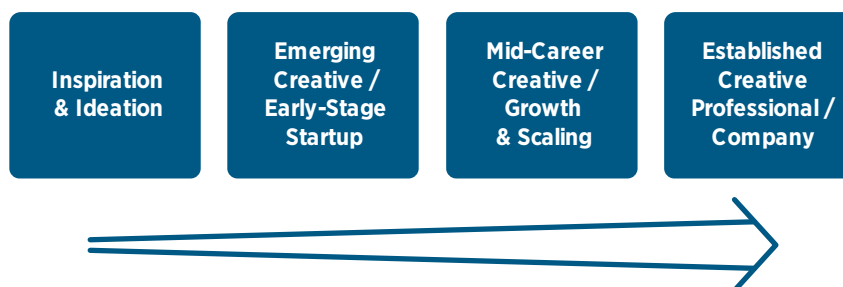 Inspiration
& Ideation
Emerging
Creative /
Early-Stage
Startup
Mid-Career
Creative /
Growth
& Scaling
Established
Creative
Professional /
Company